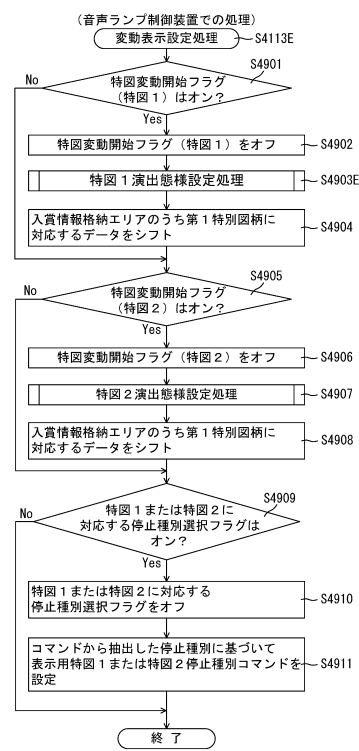 (音声ランプ制御装置での処理)
変動表示設定処理
S4113E
S4901
No
特図変動開始フラグ
(特図1)はオン?
Yes
特図変動開始フラグ(特図1)をオフ
S4902
特図1演出態様設定処理
S4903E
入賞情報格納エリアのうち第1特別図柄に
対応するデータをシフト
S4904
S4905
No
特図変動開始フラグ
(特図2)はオン?
Yes
特図変動開始フラグ(特図2)をオフ
S4906
特図2演出態様設定処理
S4907
入賞情報格納エリアのうち第1特別図柄に
対応するデータをシフト
S4908
S4909
No
特図1または特図2に
対応する停止種別選択フラグは
オン?
Yes
特図1または特図2に対応する
停止種別選択フラグをオフ
S4910
コマンドから抽出した停止種別に基づいて
表示用特図1または特図2停止種別コマンドを
設定
S4911
終了